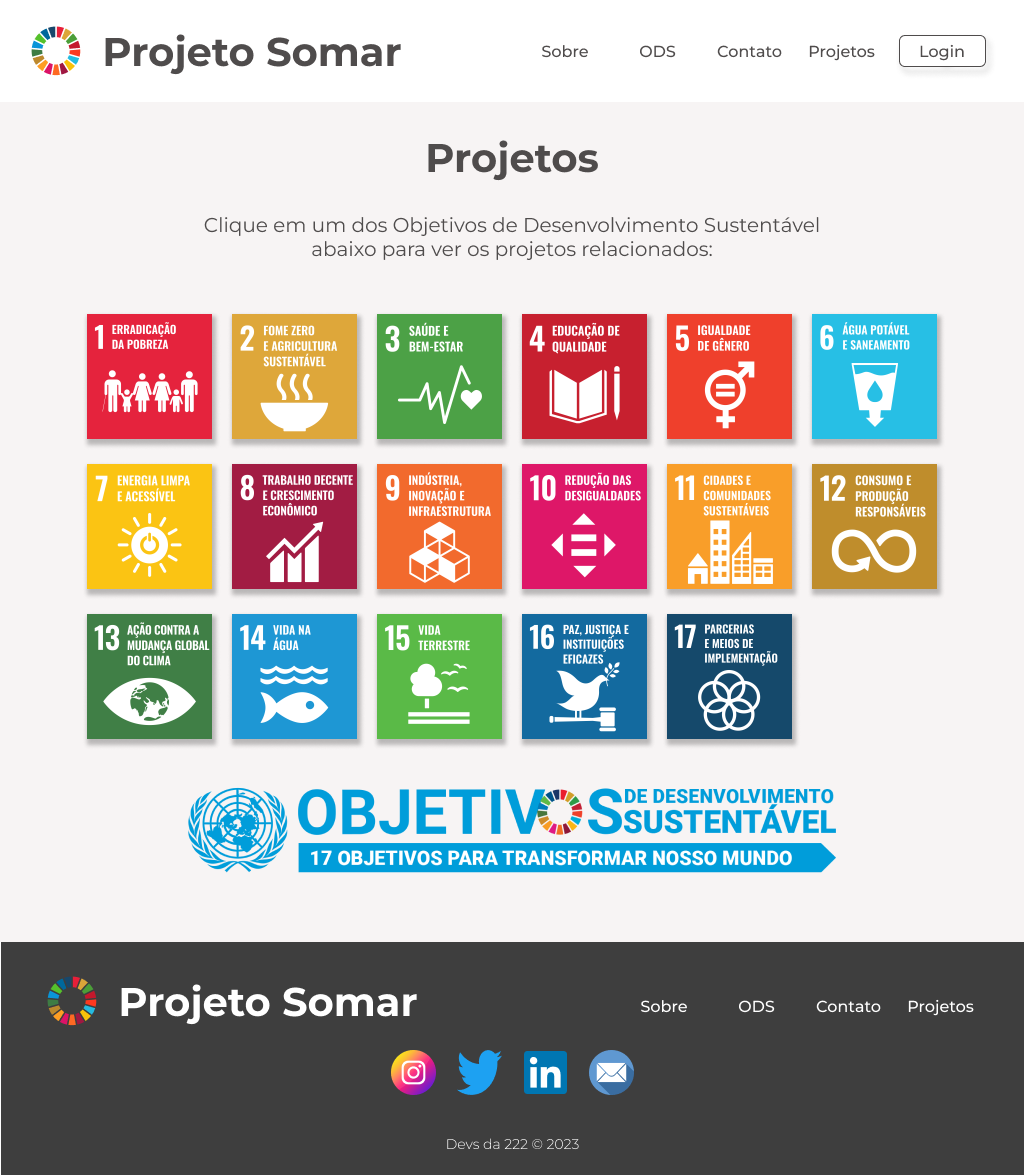 Projeto Somar
Sobre ODS Contato Projetos Login
Projetos
Clique em um dos Objetivos de Desenvolvimento Sustentável
abaixo para ver os projetos relacionados:
1 ERRADICAÇÃO
DA POBREZA
2 FOME ZERO
E AGRICULTURA
SUSTENTÁVEL
3 SAÚDE E
BEM-ESTAR
4 EDUCAÇÃO DE
QUALIDADE
5 IGUALDADE
DE GÊNERO
6 ÁGUA POTÁVEL
E SANEAMENTO
7 ENERGIA LIMPA
E ACESSÍVEL
8 TRABALHO DECENTE
E CRESCIMENTO
ECONÔMICO
9 INDÚSTRIA,
INOVAÇÃO E
INFRAESTRUTURA
10 REDUÇÃO DAS
DESIGUALDADES
11 CIDADES E
COMUNIDADES
SUSTENTÁVEIS
12 CONSUMO E
PRODUÇÃO
RESPONSÁVEIS
13 AÇÃO CONTRA A
MUDANÇA GLOBAL
DO CLIMA
14 VIDA NA
ÁGUA
15 VIDA
TERRESTRE
16 PAZ, JUSTIÇA E
INSTITUIÇÕES
EFICAZES
17 PARCERIAS
E MEIOS DE
IMPLEMENTAÇÃO
OBJETIVOS DE DESENVOLVIMENTO
SUSTENTÁVEL
17 OBJETIVOS PARA TRANSFORMAR NOSSO MUNDO
Projeto Somar
Sobre ODS Contato Projetos
in
Devs da 222 © 2023